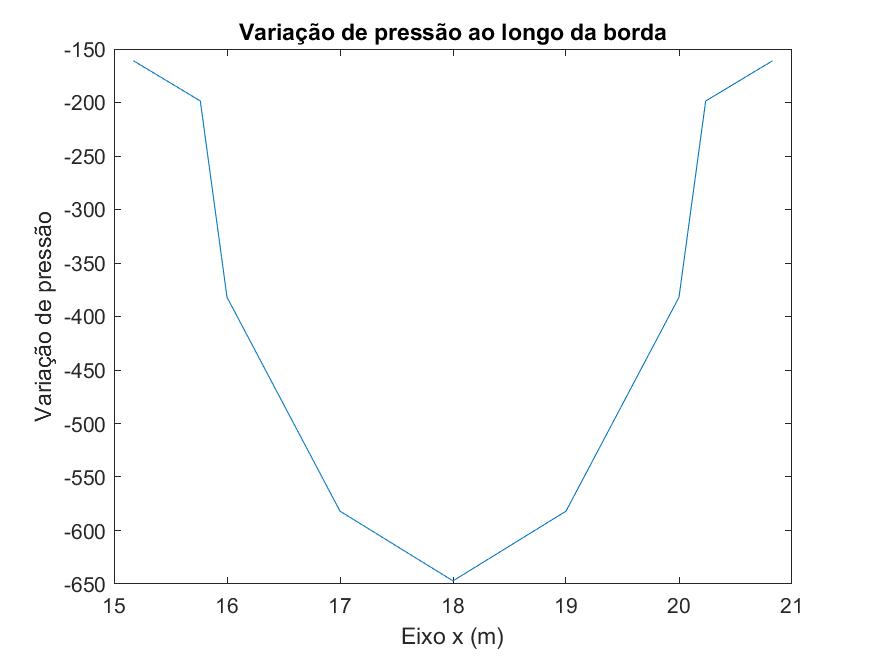 Variação de pressão ao longo da borda
-150
-200
-250
-300
-350
-400
-450
-500
-550
-600
-650
Variação de pressão
15 16 17 18 19 20 21
Eixo x (m)